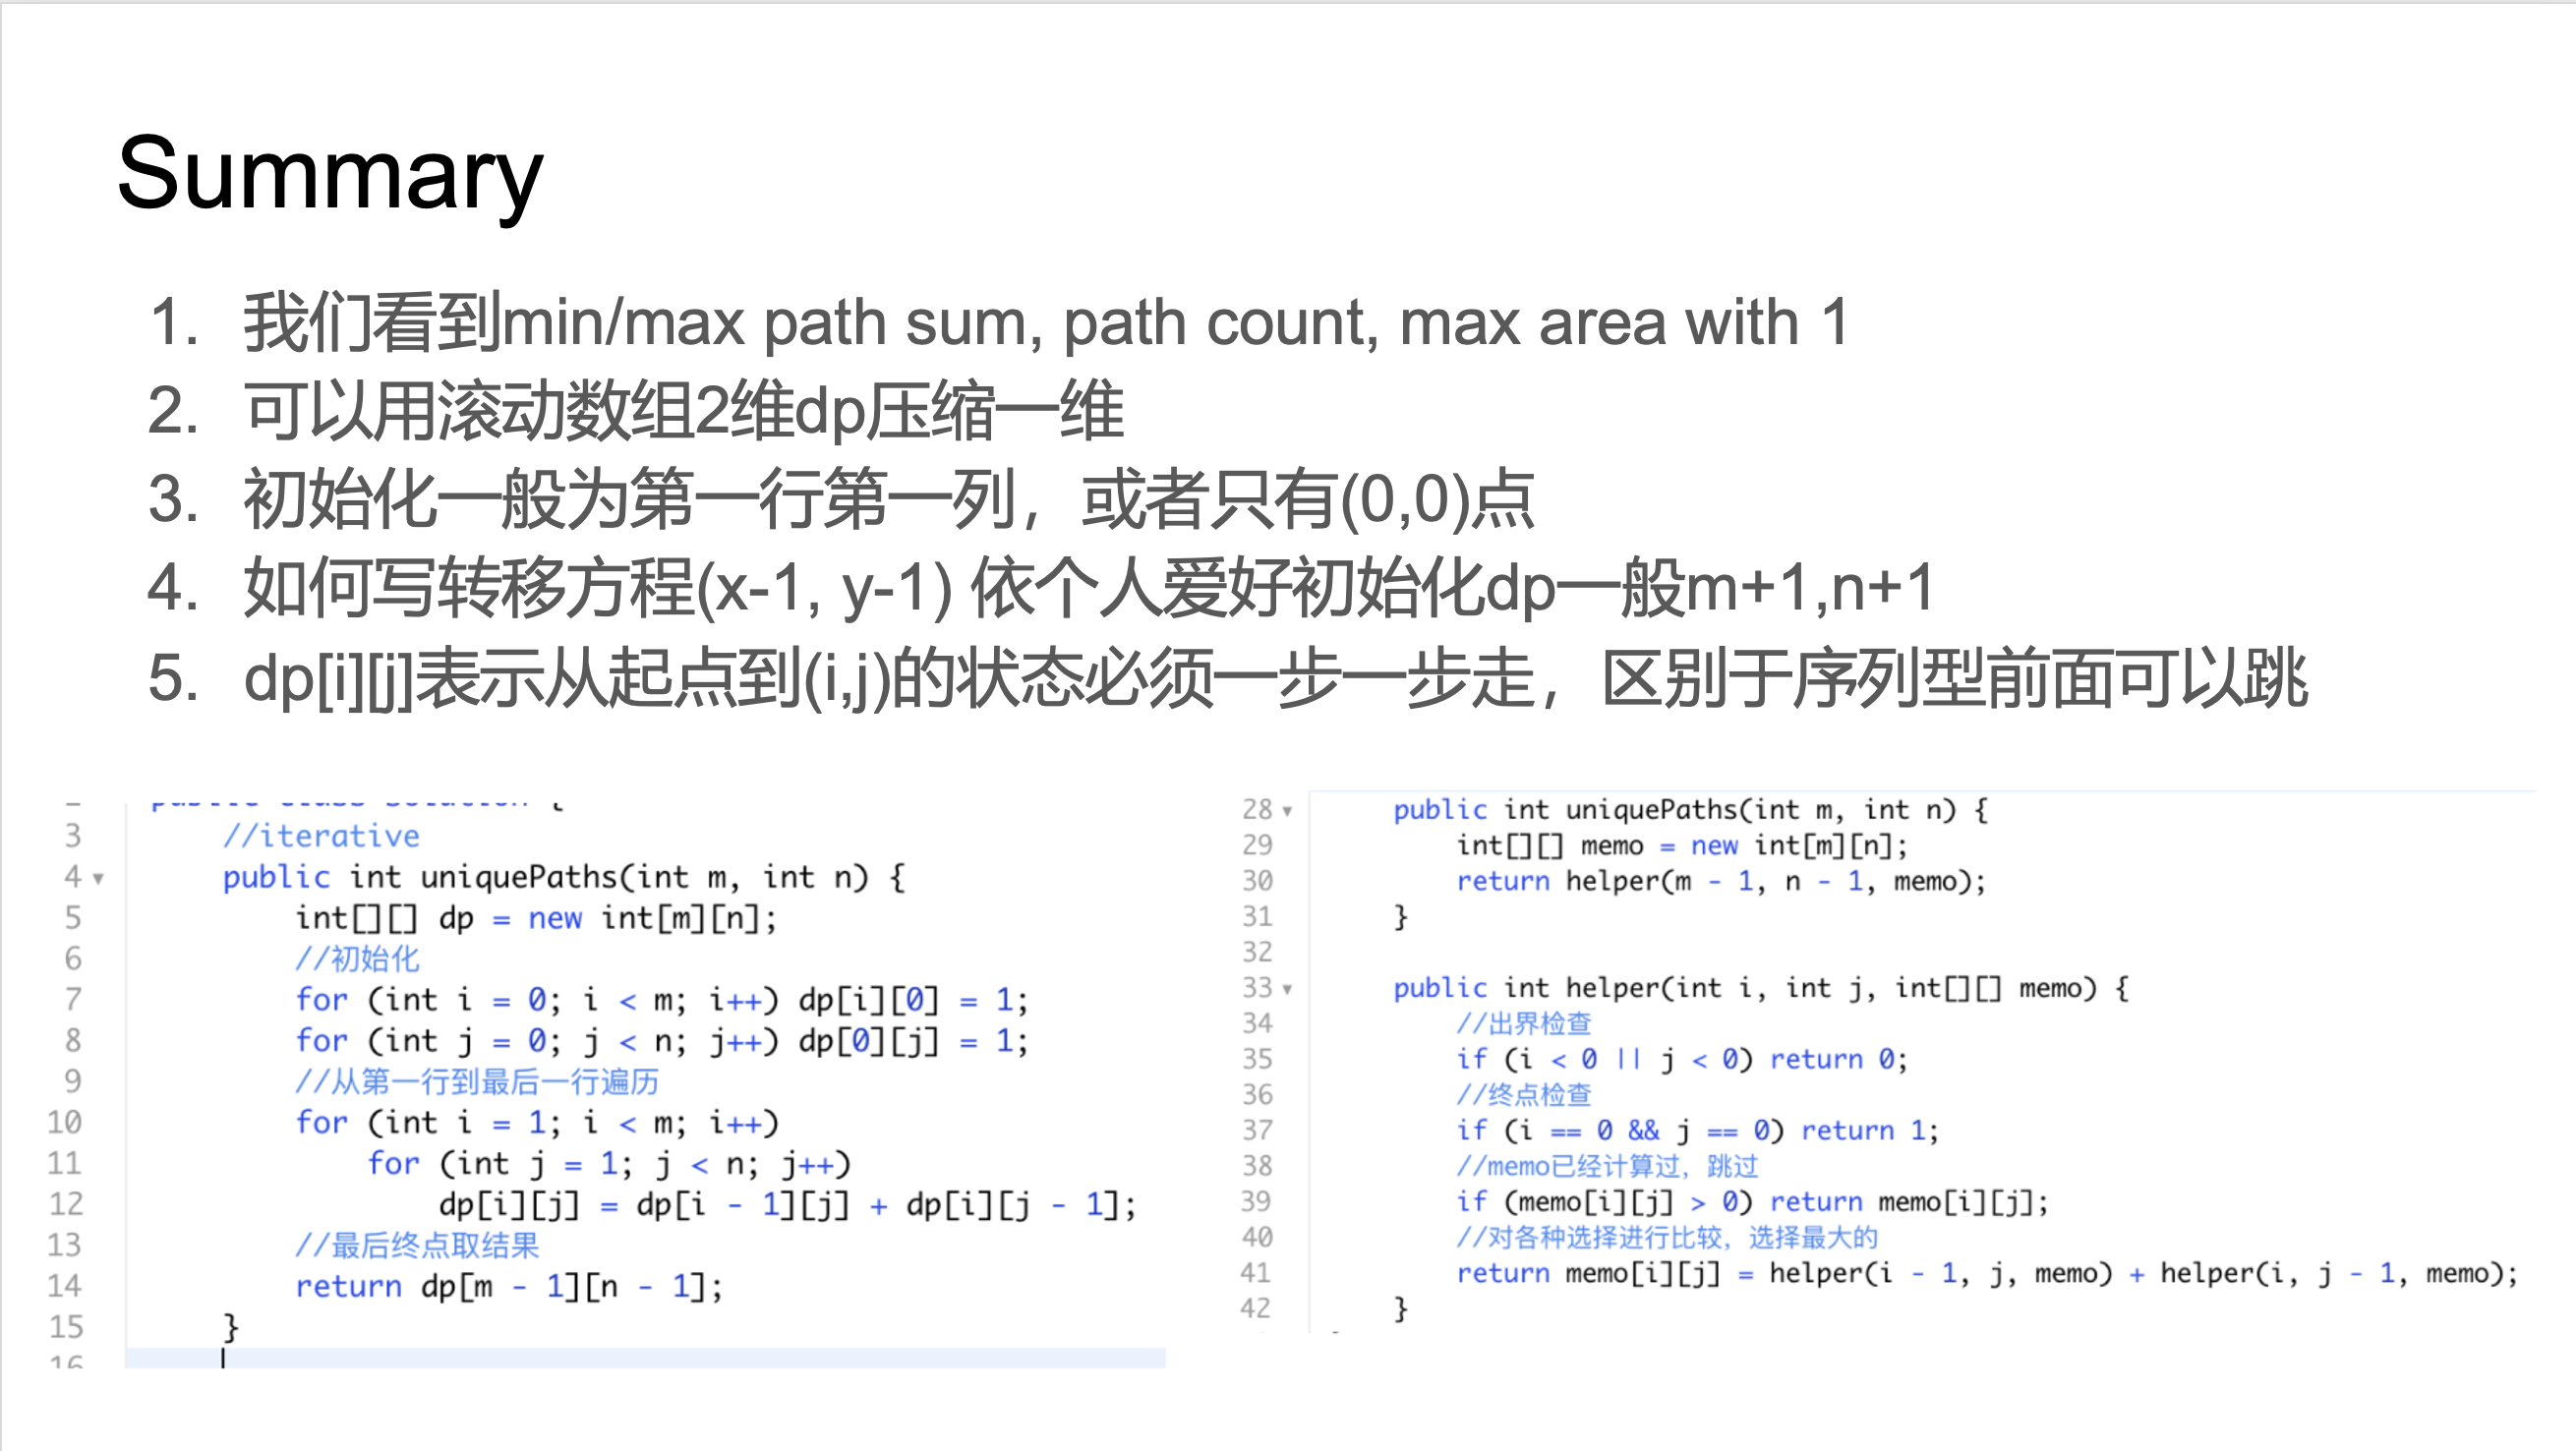 Summary
1. 我们看到min/max path sum, path count, max area with 1
2. 可以用滚动数组2维dp压缩一维
3. 初始化一般为第一行第一列，或者只有(0,0)点
4. 如何写转移方程(x-1, y-1) 依个人爱好初始化dp一般m+1,n+1
5. dp[i][j]表示从起点到(i,j)的状态必须一步一步走，区别于序列型前面可以跳
3 //iterative
4 public int uniquePaths(int m, int n) {
5 int[][] dp = new int[m][n];
6 //初始化
7 for (int i = 0; i < m; i++) dp[i][0] = 1;
8 for (int j = 0; j < n; j++) dp[0][j] = 1;
9 //从第一行到最后一行遍历
10 for (int i = 1; i < m; i++)
11 for (int j = 1; j < n; j++)
12 dp[i][j] = dp[i - 1][j] + dp[i][j - 1];
13 //最后终点取结果
14 return dp[m - 1][n - 1];
15 }
16
28 public int uniquePaths(int m, int n) {
29 int[][] memo = new int[m][n];
30 return helper(m - 1, n - 1, memo);
31 }
32
33 public int helper(int i, int j, int[][] memo) {
34 //出界检查
35 if (i < 0 || j < 0) return 0;
36 //终点检查
37 if (i == 0 && j == 0) return 1;
38 //memo已经计算过，跳过
39 if (memo[i][j] > 0) return memo[i][j];
40 //对各种选择进行比较，选择最大的
41 return memo[i][j] = helper(i - 1, j, memo) + helper(i, j - 1, memo);
42 }